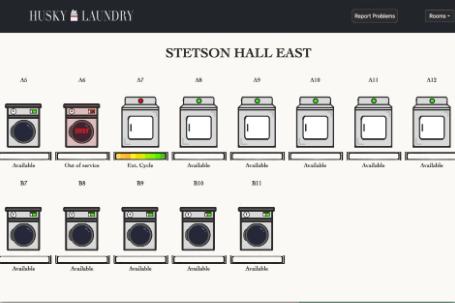 HUSKY LAUNDRY
Report Problems
Rooms
STETSON HALL EAST
A5 A6 A7 A8 A9 A10 A11 A12
Available Out of service Ext. Cycle Available Available Available Available Available
B7 B8 B9 B10 B11
Available Available Available Available Available